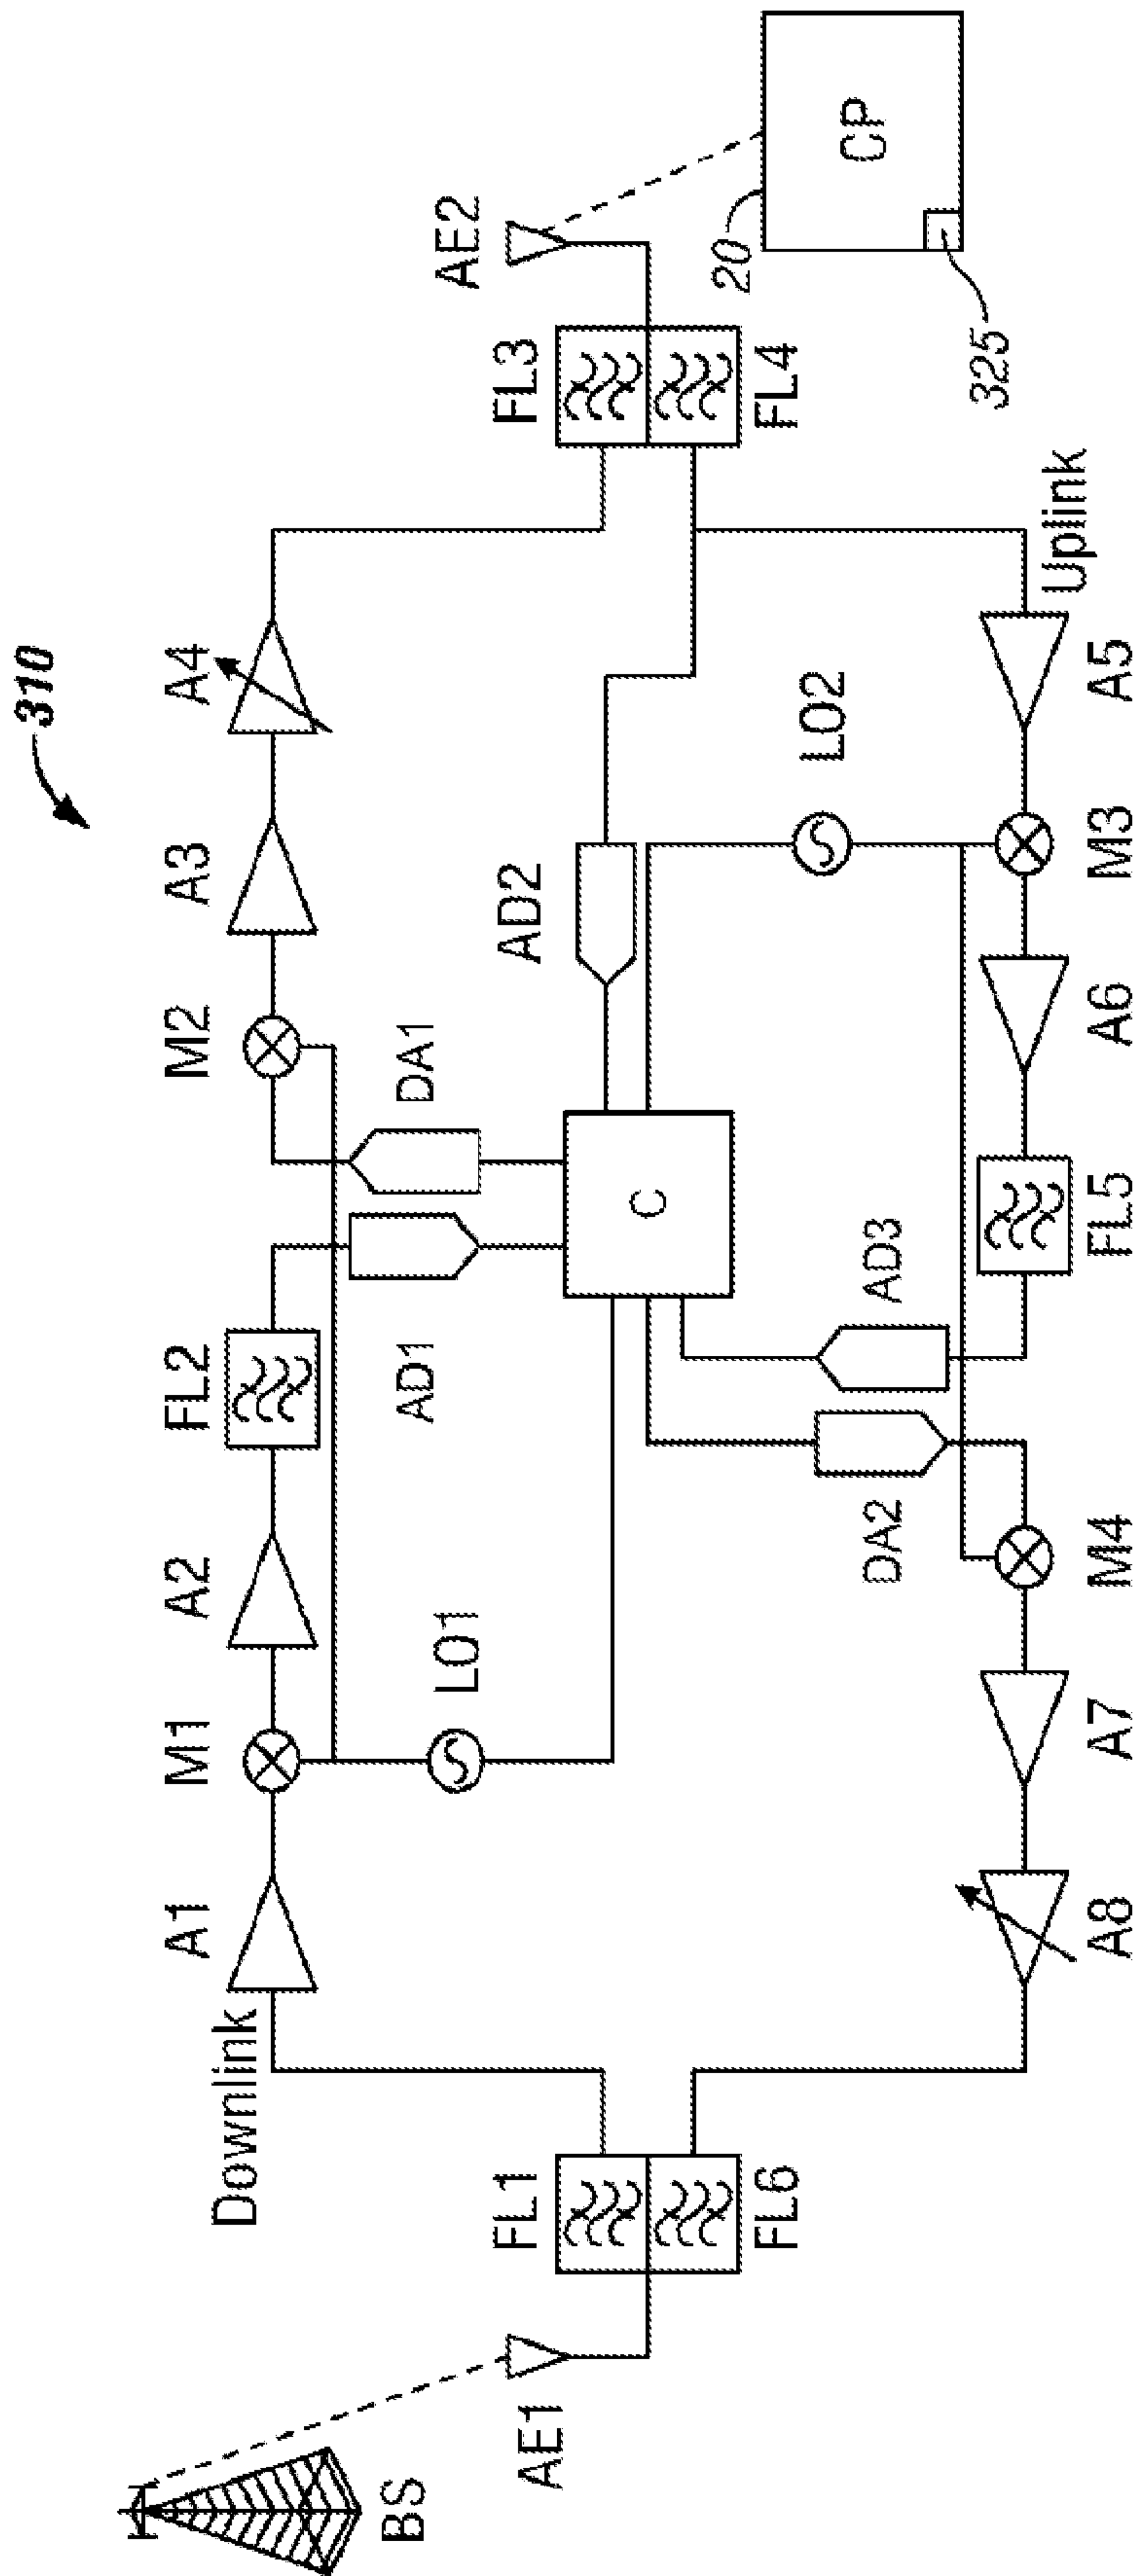 310
Downlink
A1
M1
A2
FL2
M2
A3
A4
AD1
DA1
LO1
BS
AE1
FL1
FL6
C
AD2
FL3
FL4
AE2
20
CP
325
DA2
AD3
LO2
Uplink
A8
A7
M4
FL5
A6
M3
A5